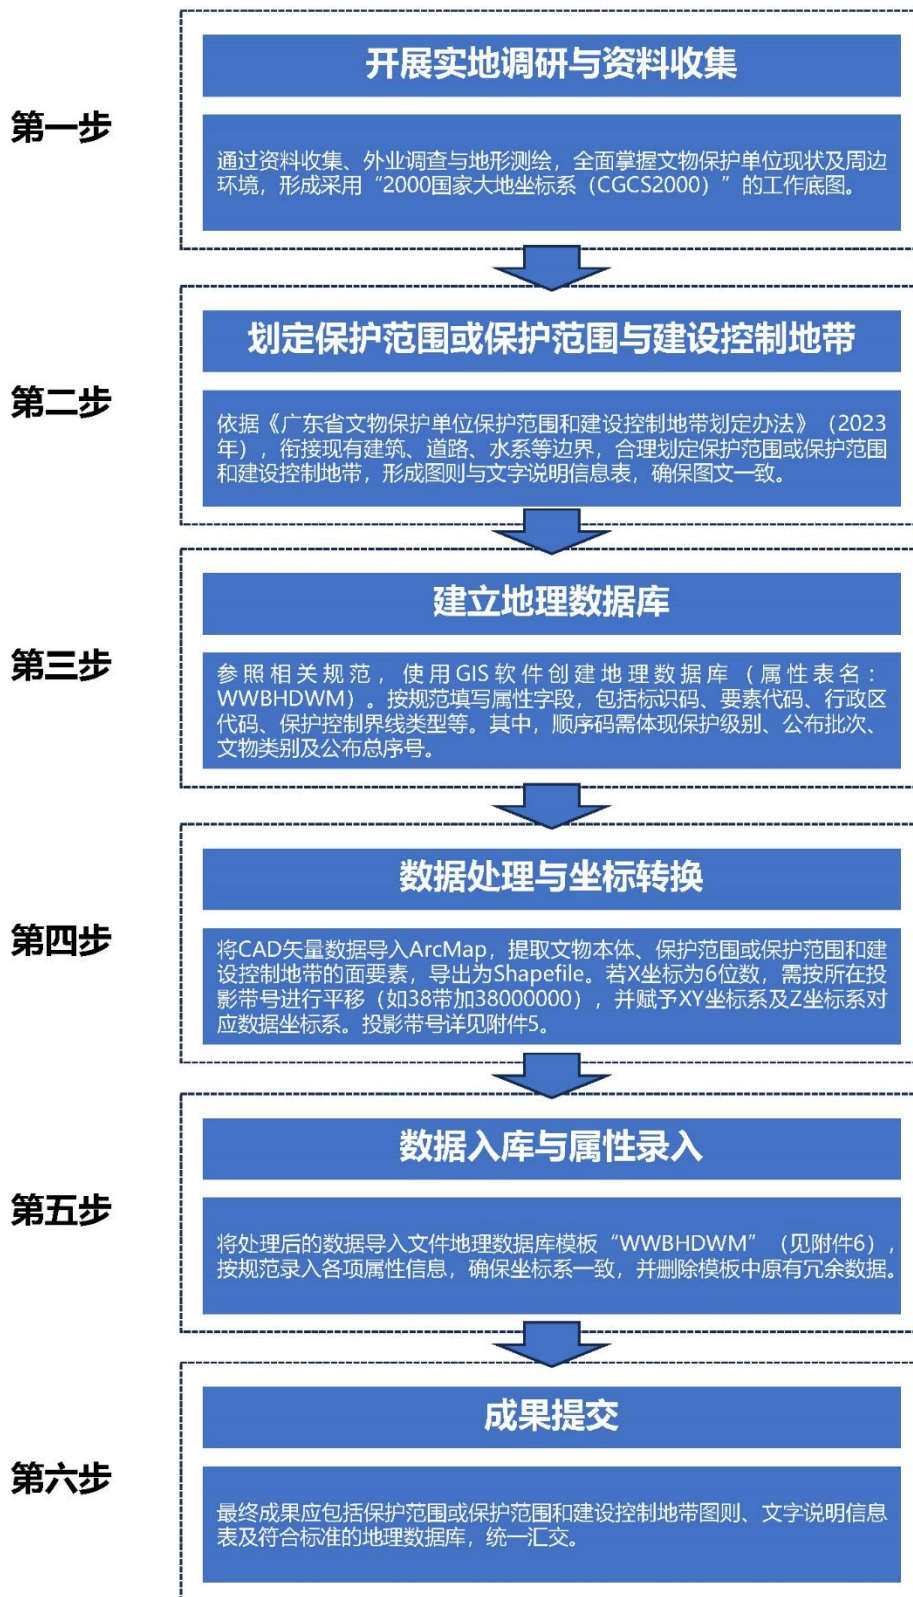 第一步
开展实地调研与资料收集
通过资料收集、外业调查与地形测绘，全面掌握文物保护单位现状及周边
环境，形成采用“2000国家大地坐标系（CGCS2000）”的工作底图。
第二步
划定保护范围或保护范围与建设控制地带
依据《广东省文物保护单位保护范围和建设控制地带划定办法》（2023
年），衔接现有建筑、道路、水系等边界，合理划定保护范围或保护范围
和建设控制地带，形成图则与文字说明信息表，确保图文一致。
第三步
建立地理数据库
参照相关规范，使用GIS软件创建地理数据库（属性表名：
WWBHDWM）。按规范填写属性字段，包括标识码、要素代码、行政区
代码、保护控制界线类型等。其中，顺序码需体现保护级别、公布批次、
文物类别及公布总序号。
第四步
数据处理与坐标转换
将CAD矢量数据导入ArcMap，提取文物本体、保护范围或保护范围和建
设控制地带的面要素，导出为Shapefile。若X坐标为6位数，需按所在投
影带号进行平移（如38带加38000000），并赋予XY坐标系及Z坐标系对
应数据坐标系。投影带号详见附件5。
第五步
数据入库与属性录入
将处理后的数据导入文件地理数据库模板“WWBHDWM”（见附件6），
按规范录入各项属性信息，确保坐标系一致，并删除模板中原有冗余数据。
第六步
成果提交
最终成果应包括保护范围或保护范围和建设控制地带图则、文字说明信息
表及符合标准的地理数据库，统一汇交。